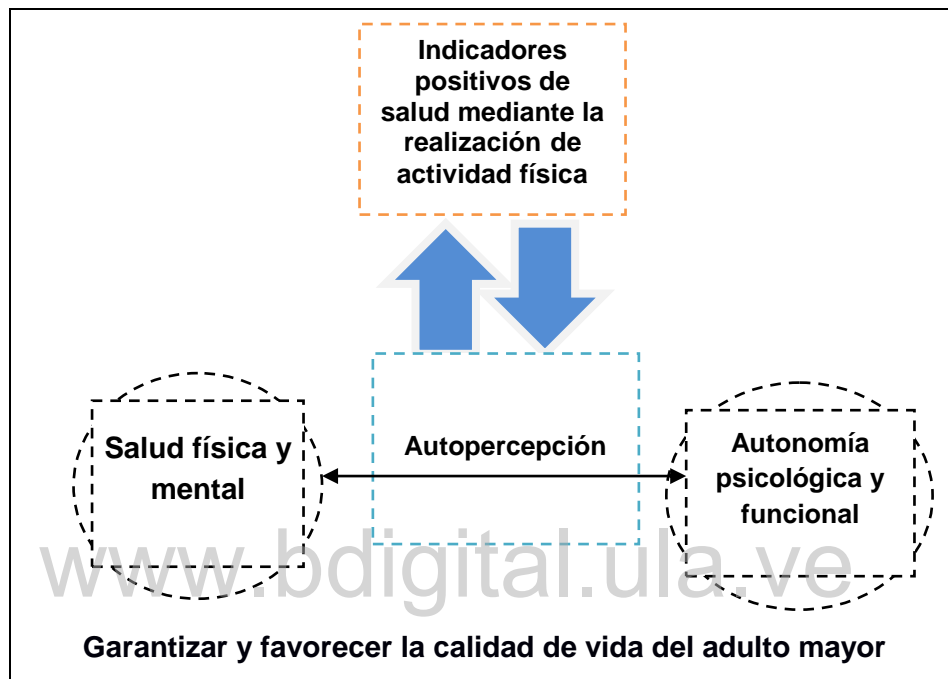 Indicadores
positivos de
salud mediante la
realización de
actividad física
Salud física y
mental
Autopercepción
Autonomía
psicológica y
funcional
www.bdigital.ula.ve
Garantizar y favorecer la calidad de vida del adulto mayor